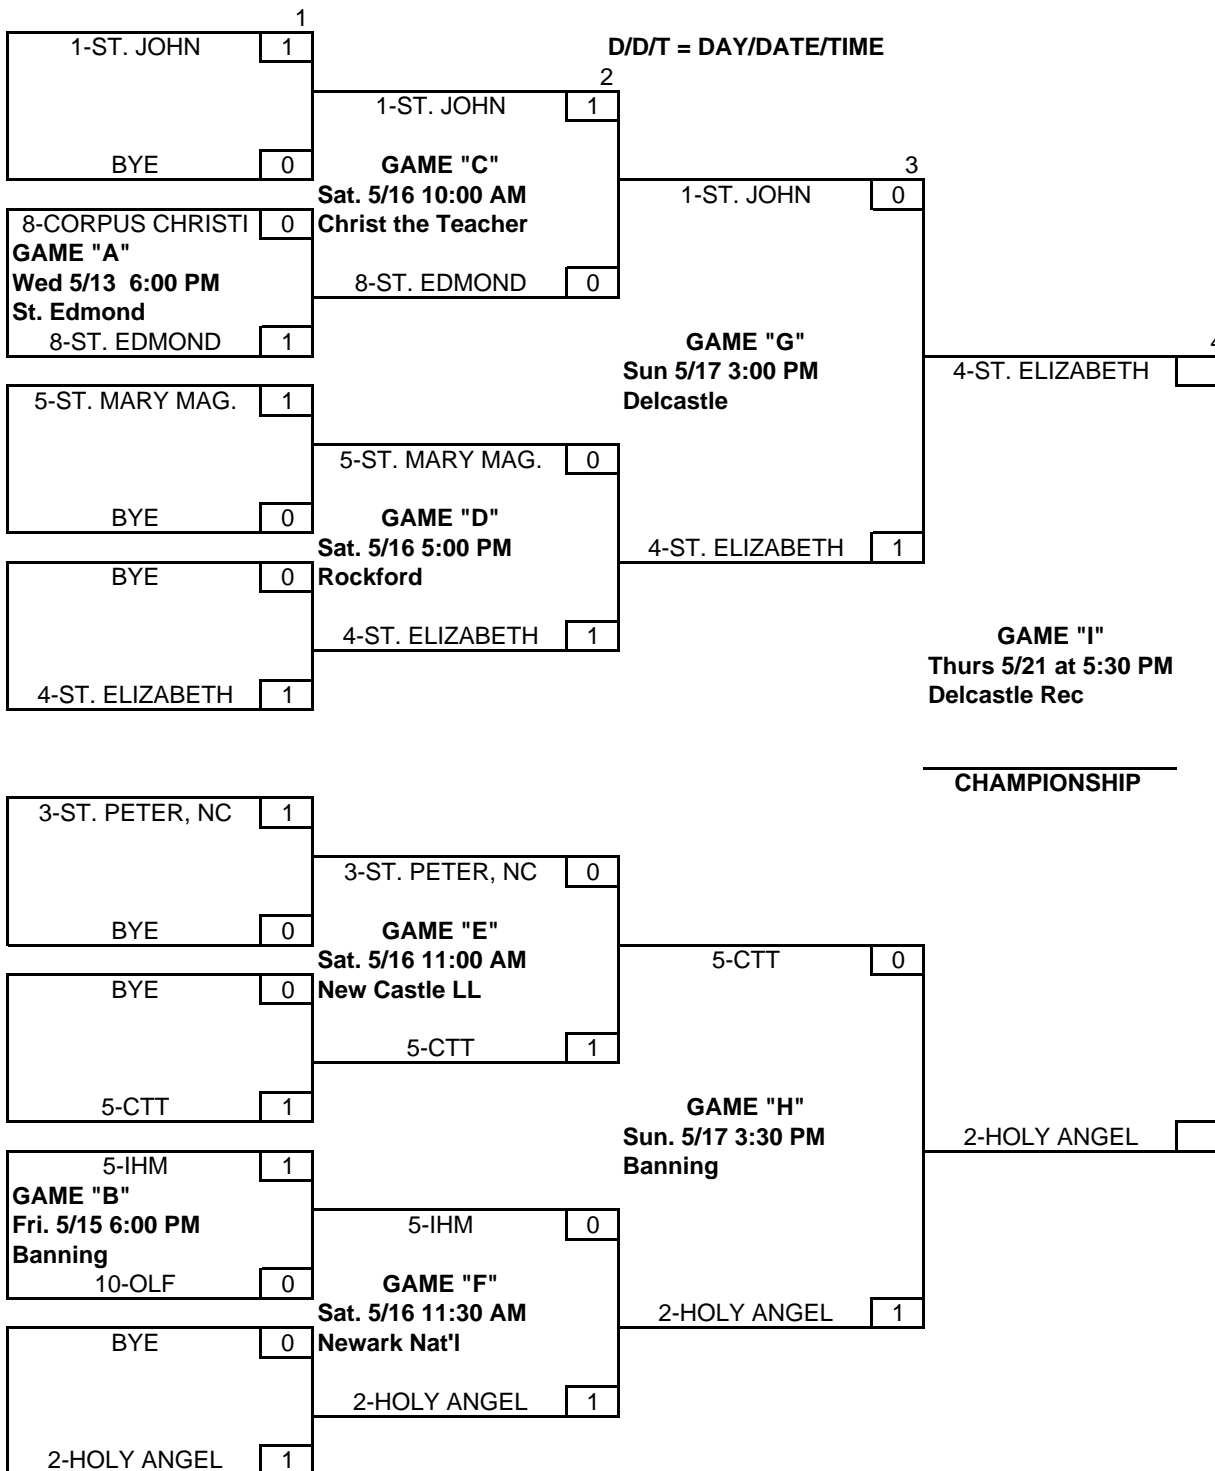 1
1-ST. JOHN 1
D/D/T = DAY/DATE/TIME
2
1-ST. JOHN 1
BYE 0
GAME "C"
3
Sat. 5/16 10:00 AM
1-ST. JOHN 0
8-CORPUS CHRISTI 0
Christ the Teacher
GAME "A"
Wed 5/13 6:00 PM
8-ST. EDMOND 0
St. Edmond
8-ST. EDMOND 1
GAME "G"
4
Sun 5/17 3:00 PM
4-ST. ELIZABETH
5-ST. MARY MAG. 1
Delcastle
5-ST. MARY MAG. 0
BYE 0
GAME "D"
Sat. 5/16 5:00 PM
4-ST. ELIZABETH 1
BYE 0
Rockford
4-ST. ELIZABETH 1
GAME "I"
Thurs 5/21 at 5:30 PM
4-ST. ELIZABETH 1
Delcastle Rec
CHAMPIONSHIP
3-ST. PETER, NC 1
3-ST. PETER, NC 0
BYE 0
GAME "E"
Sat. 5/16 11:00 AM
5-CTT 0
BYE 0
New Castle LL
5-CTT 1
5-CTT 1
GAME "H"
Sun. 5/17 3:30 PM
2-HOLY ANGEL
5-IHM 1
Banning
GAME "B"
Fri. 5/15 6:00 PM
5-IHM 0
Banning
10-OLF 0
GAME "F"
Sat. 5/16 11:30 AM
2-HOLY ANGEL 1
BYE 0
Newark Nat'l
2-HOLY ANGEL 1
2-HOLY ANGEL 1